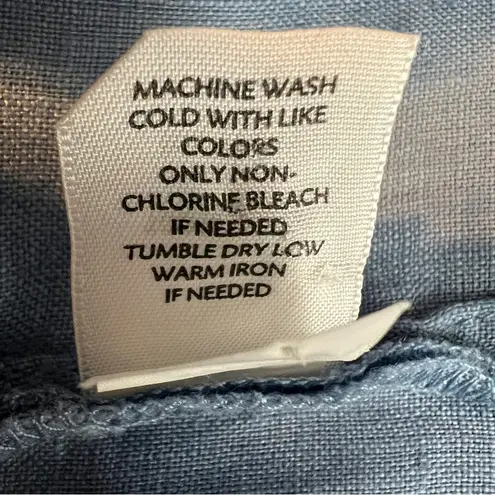 MACHINE WASH
COLD WITH LIKE
COLORS
ONLY NON-
CHLORINE BLEACH
IF NEEDED
TUMBLE DRY LOW
WARM IRON
IF NEEDED